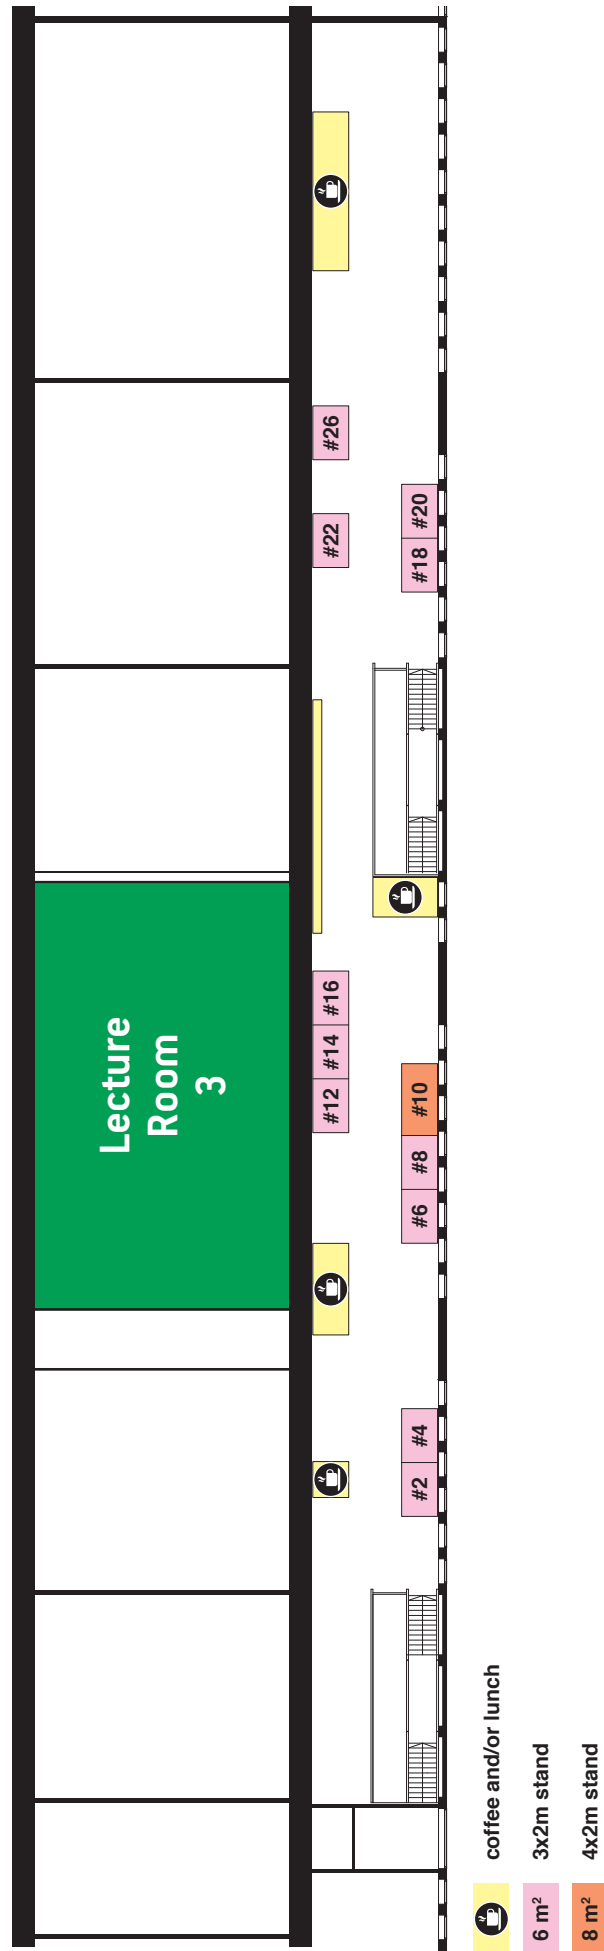 #26
#22
#20
#18
Lecture
Room
3
#16
#14
#12
#10
#8
#6
#4
#2
coffee and/or lunch
6 m² 3x2m stand
8 m² 4x2m stand